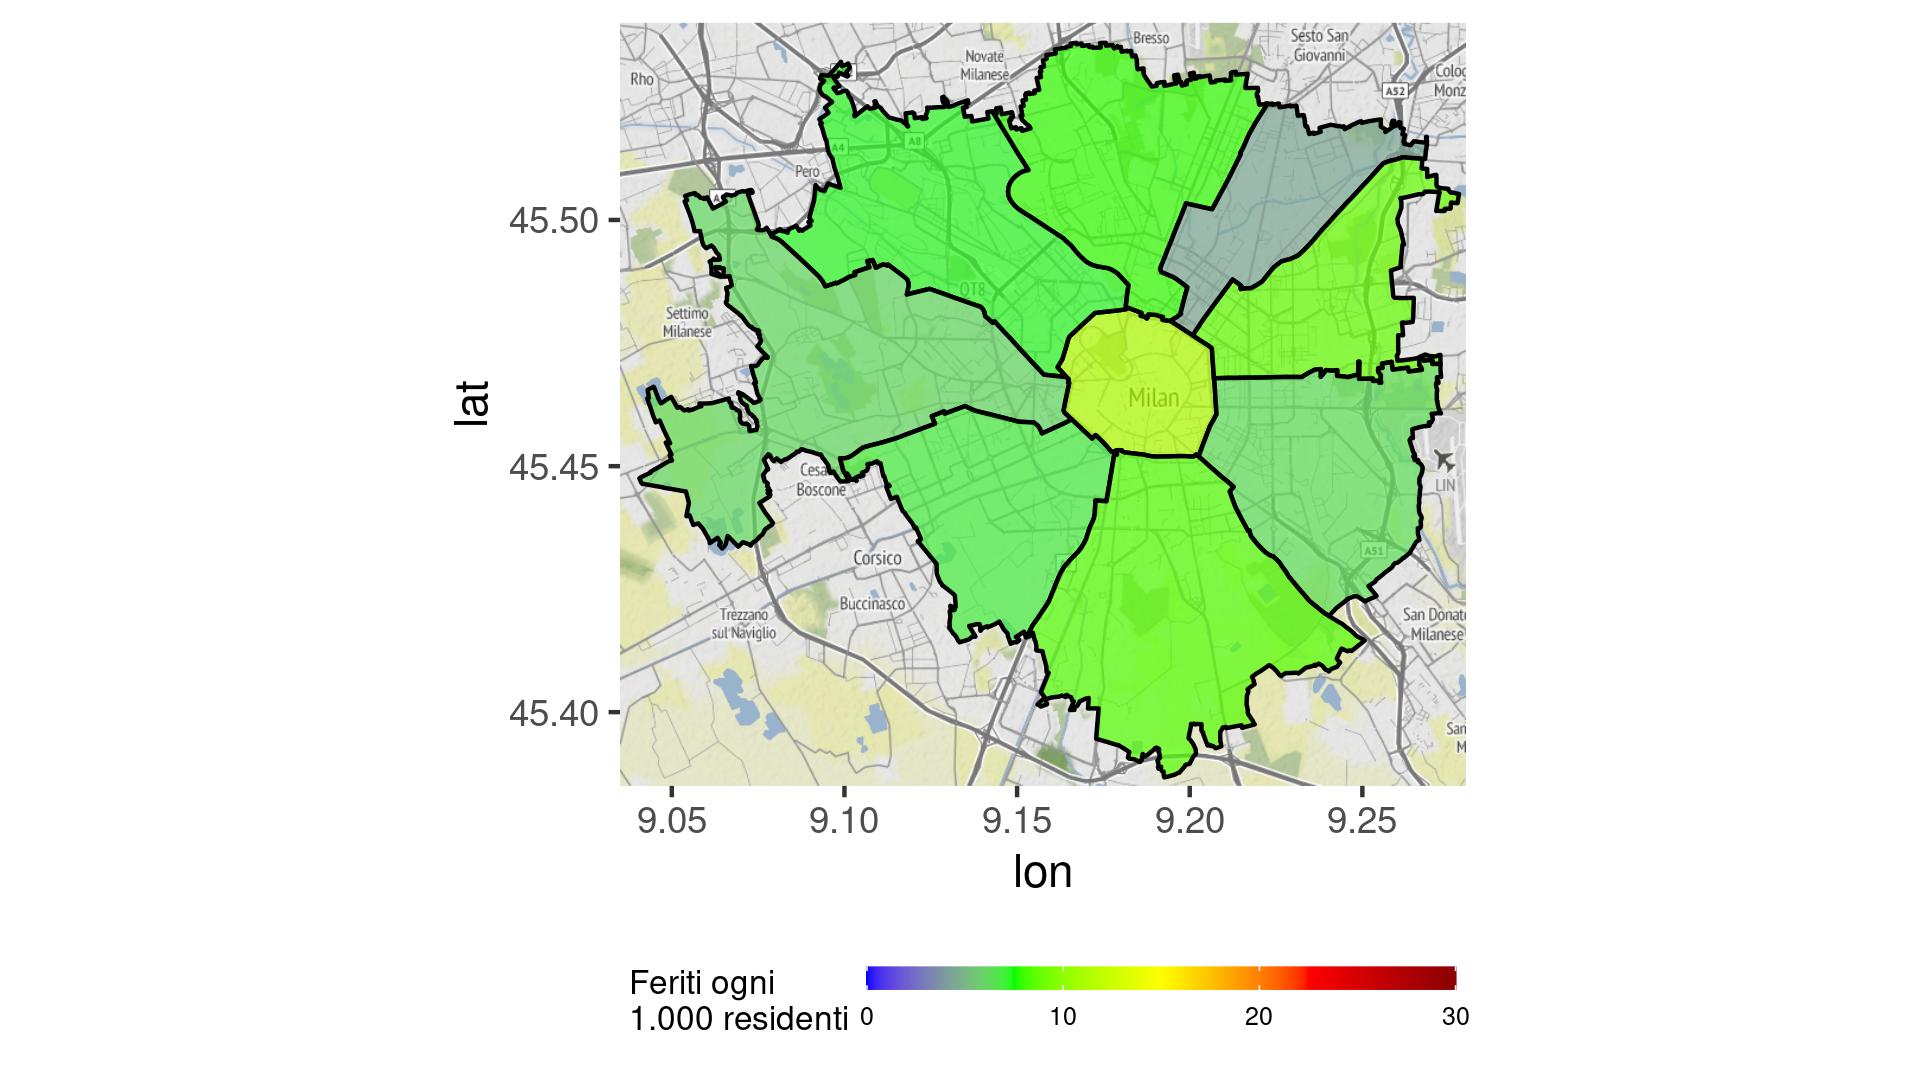 Bresso
Sesto San
Giovanni
Novate
Milanese
Rho
Colog
Monz
A52
A4
A8
Pero
45.50
QT8
Settimo
Milanese
lat
Milan
45.45
Cesa
Boscone
LIN
A51
Corsico
Buccinasco
Trezzano
sul Naviglio
San Donat
Milanese
45.40
San
M
9.05
9.10
9.15
9.20
9.25
lon
Feriti ogni
1.000 residenti
0
10
20
30